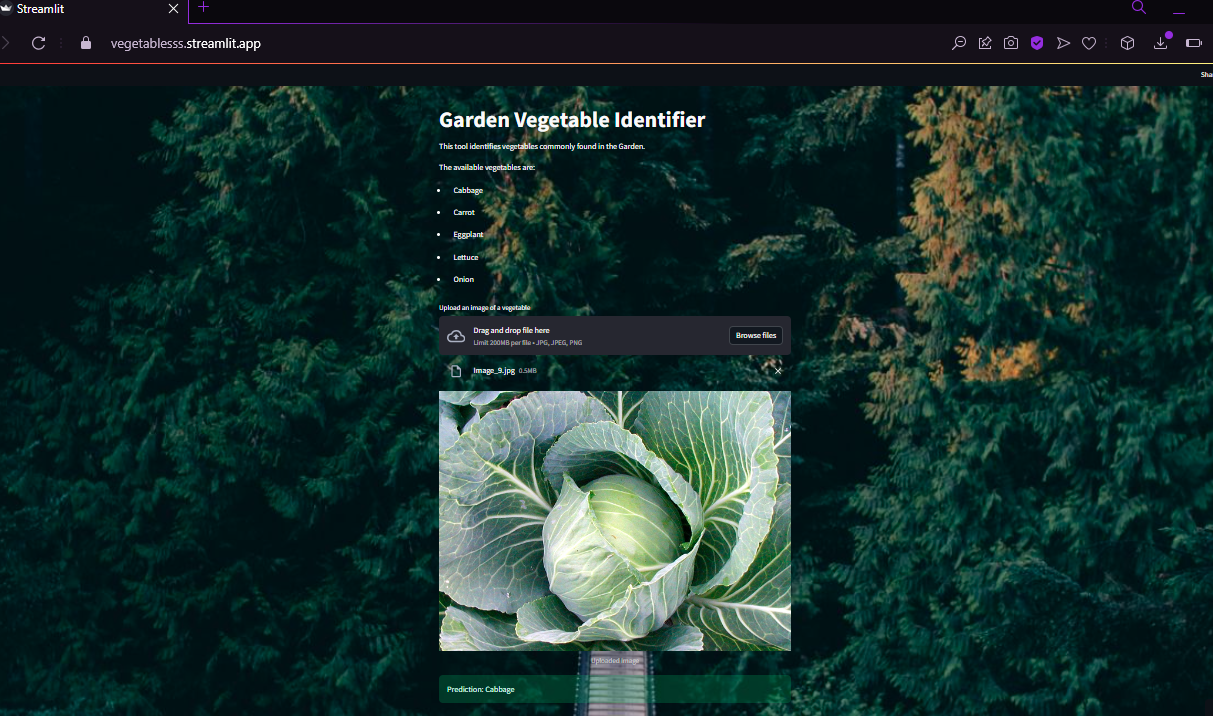 Streamlit
vegetablesss.streamlit.app
Garden Vegetable Identifier
This tool identifies vegetables commonly found in the Garden.
The available vegetables are:
Cabbage
Carrot
Eggplant
Lettuce
Onion
Upload an image of a vegetable
Drag and drop file here
Limit 200MB per file • JPG, JPEG, PNG
Browse files
Image_9.jpg 0.5MB
Uploaded Image
Prediction: Cabbage